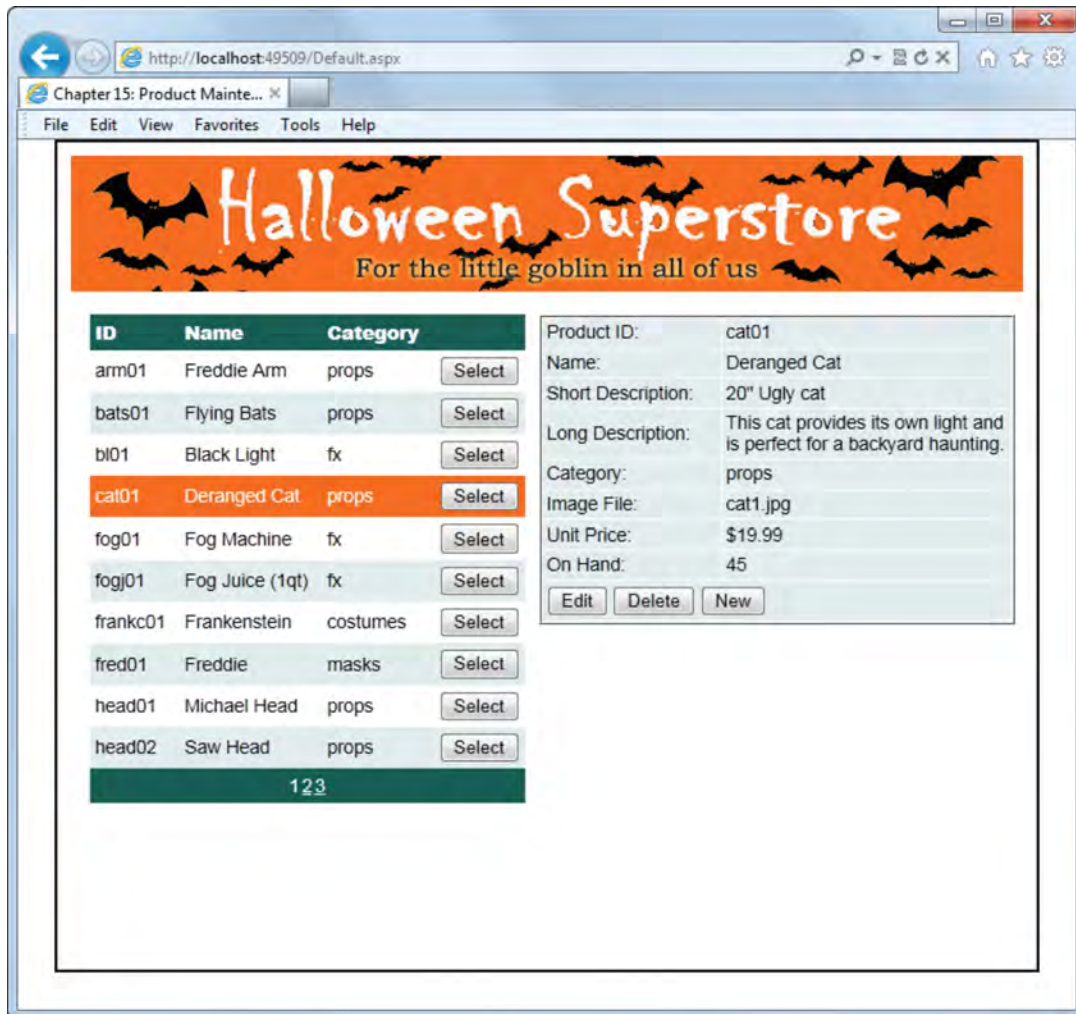 http://localhost:49509/Default.aspx
Chapter 15: Product Mainte...
File Edit View Favorites Tools Help
Halloween Superstore
For the little goblin in all of us
ID Name Category
arm01 Freddie Arm props Select
bats01 Flying Bats props Select
bl01 Black Light fx Select
cat01 Deranged Cat props Select
fog01 Fog Machine fx Select
fogj01 Fog Juice (1qt) fx Select
frankc01 Frankenstein costumes Select
fred01 Freddie masks Select
head01 Michael Head props Select
head02 Saw Head props Select
123
Product ID: cat01
Name: Deranged Cat
Short Description: 20" Ugly cat
Long Description: This cat provides its own light and
is perfect for a backyard haunting.
Category: props
Image File: cat1.jpg
Unit Price: $19.99
On Hand: 45
Edit Delete New